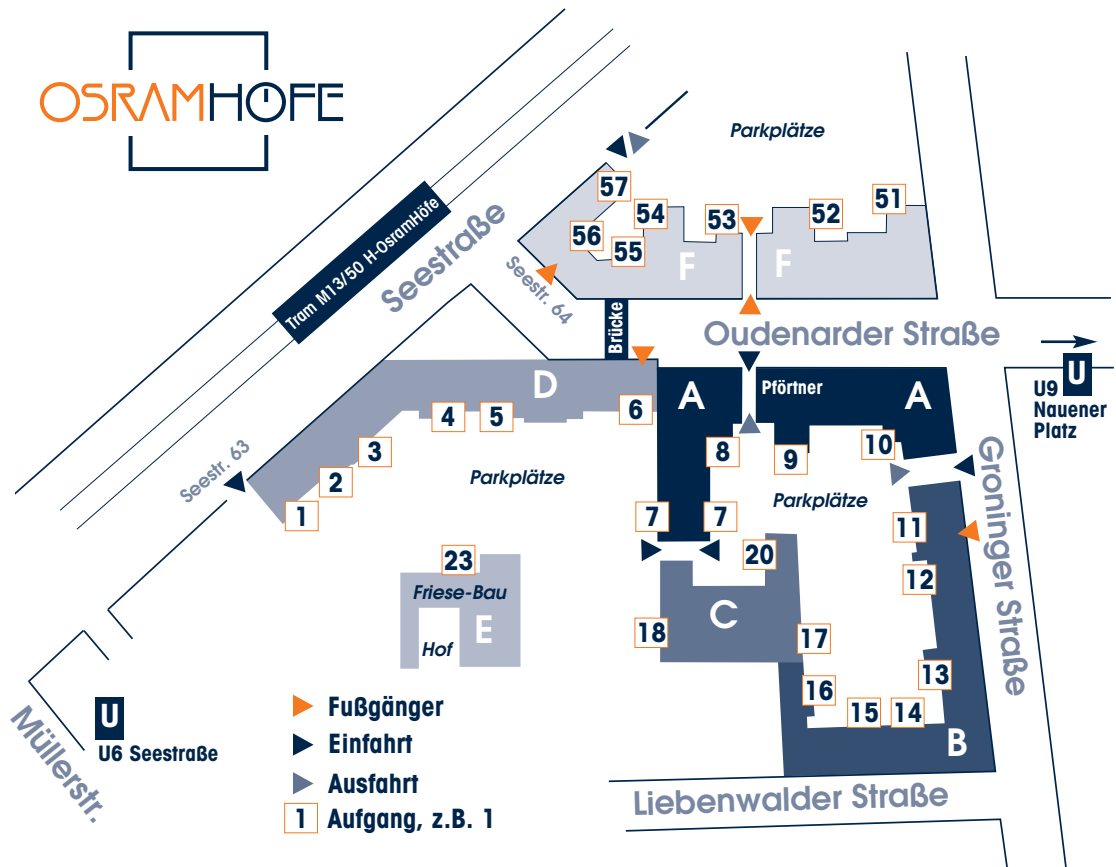 OSRAMHÖFE
Parkplätze
Tram M13/50 H-OsramHöfe
Seestraße
57
54
53
52
51
56
55
F
F
Seestr. 64
Brücke
Oudenarder Straße
U
U9
Nauener
Platz
D
A
Pförtner
A
4
5
6
3
8
9
10
Seestr. 63
2
1
Parkplätze
Parkplätze
Groninger Straße
7
7
11
20
12
23
Friese-Bau
E
Hof
C
18
17
13
16
15
14
B
U
U6 Seestraße
Müllerstr.
Fußgänger
Einfahrt
Ausfahrt
1 Aufgang, z.B. 1
Liebenwalder Straße